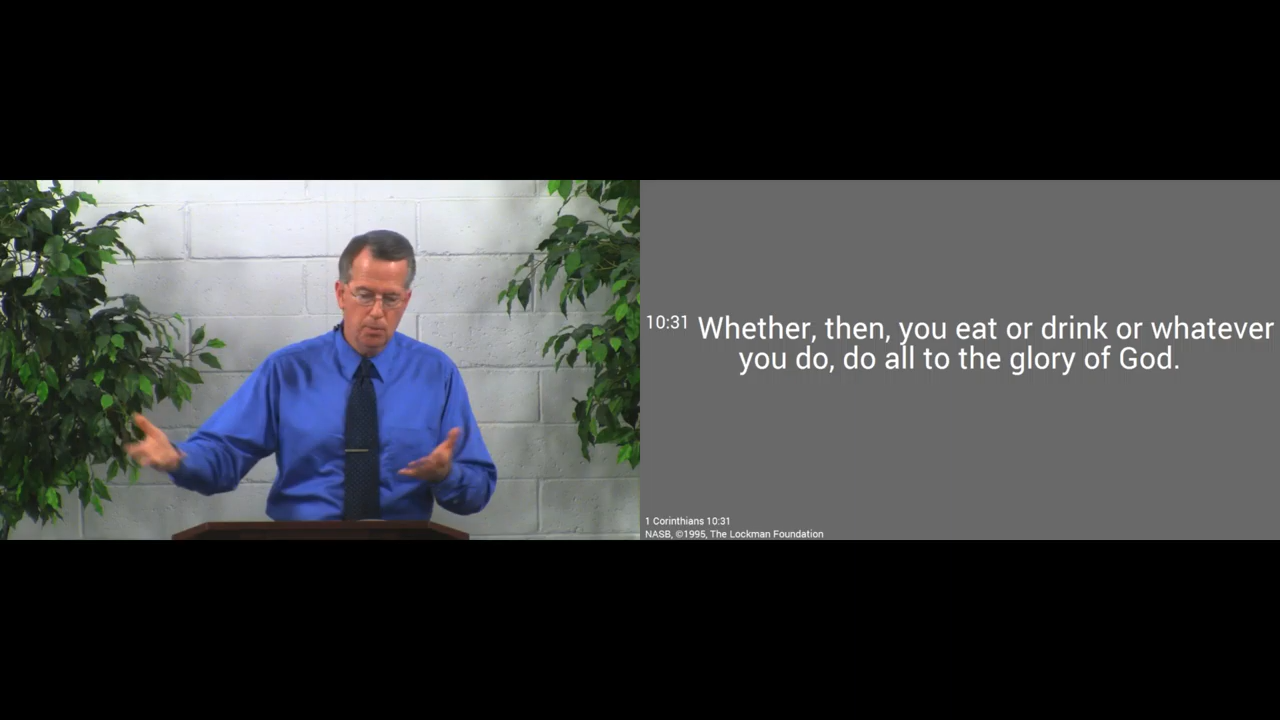 10:31 Whether, then, you eat or drink or whatever
you do, do all to the glory of God.
1 Corinthians 10:31
NASB, ©1995, The Lockman Foundation